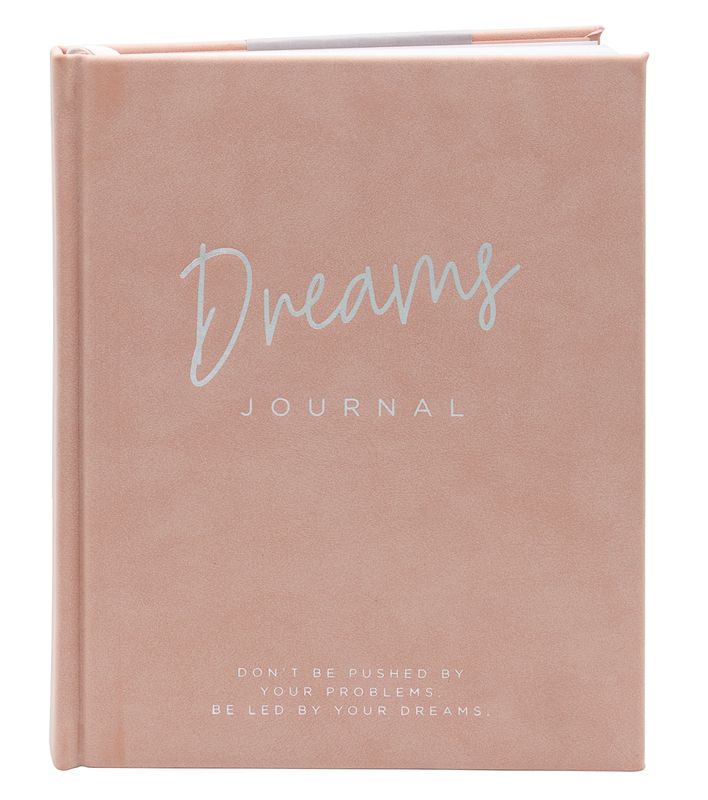 Dreams
JOURNAL
DON'T BE PUSHED BY
YOUR PROBLEMS.
BE LED BY YOUR DREAMS.